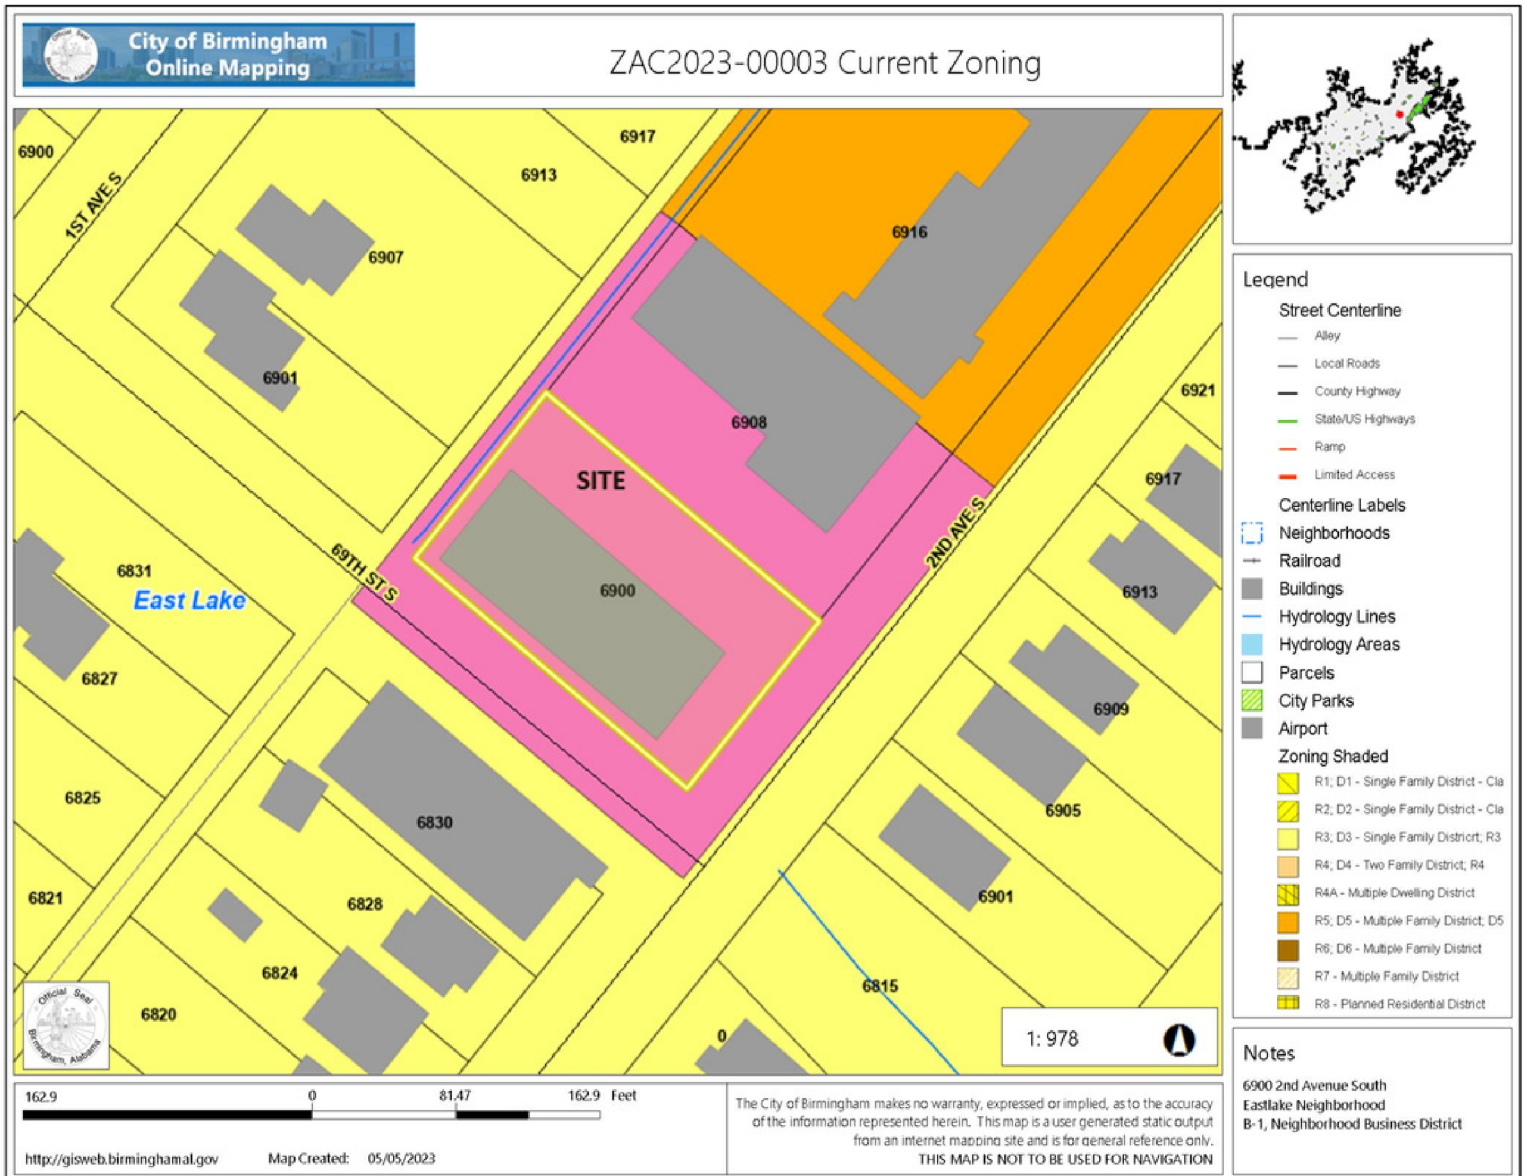 City of Birmingham
Online Mapping
ZAC2023-00003 Current Zoning
6900
1ST AVE S
6917
6913
6907
6901
6916
6908
SITE
6900
69TH ST S
2ND AVE S
6921
6917
6913
6909
6905
6901
6831
East Lake
6827
6825
6821
6830
6828
6824
6820
6815
0
Official Seal
Birmingham, Alabama
1: 978
Legend
Street Centerline
Alley
Local Roads
County Highway
State/US Highways
Ramp
Limited Access
Centerline Labels
Neighborhoods
Railroad
Buildings
Hydrology Lines
Hydrology Areas
Parcels
City Parks
Airport
Zoning Shaded
R1; D1 - Single Family District - Cla
R2; D2 - Single Family District - Cla
R3; D3 - Single Family Districrt; R3
R4; D4 - Two Family District; R4
R4A - Multiple Dwelling District
R5; D5 - Multiple Family District; D5
R6; D6 - Multiple Family District
R7 - Multiple Family District
R8 - Planned Residential District
Notes
6900 2nd Avenue South
Eastlake Neighborhood
B-1, Neighborhood Business District
162.9 0 81.47 162.9 Feet
http://gisweb.birminghamal.gov Map Created: 05/05/2023
The City of Birmingham makes no warranty, expressed or implied, as to the accuracy
of the information represented herein. This map is a user generated static output
from an internet mapping site and is for general reference only.
THIS MAP IS NOT TO BE USED FOR NAVIGATION